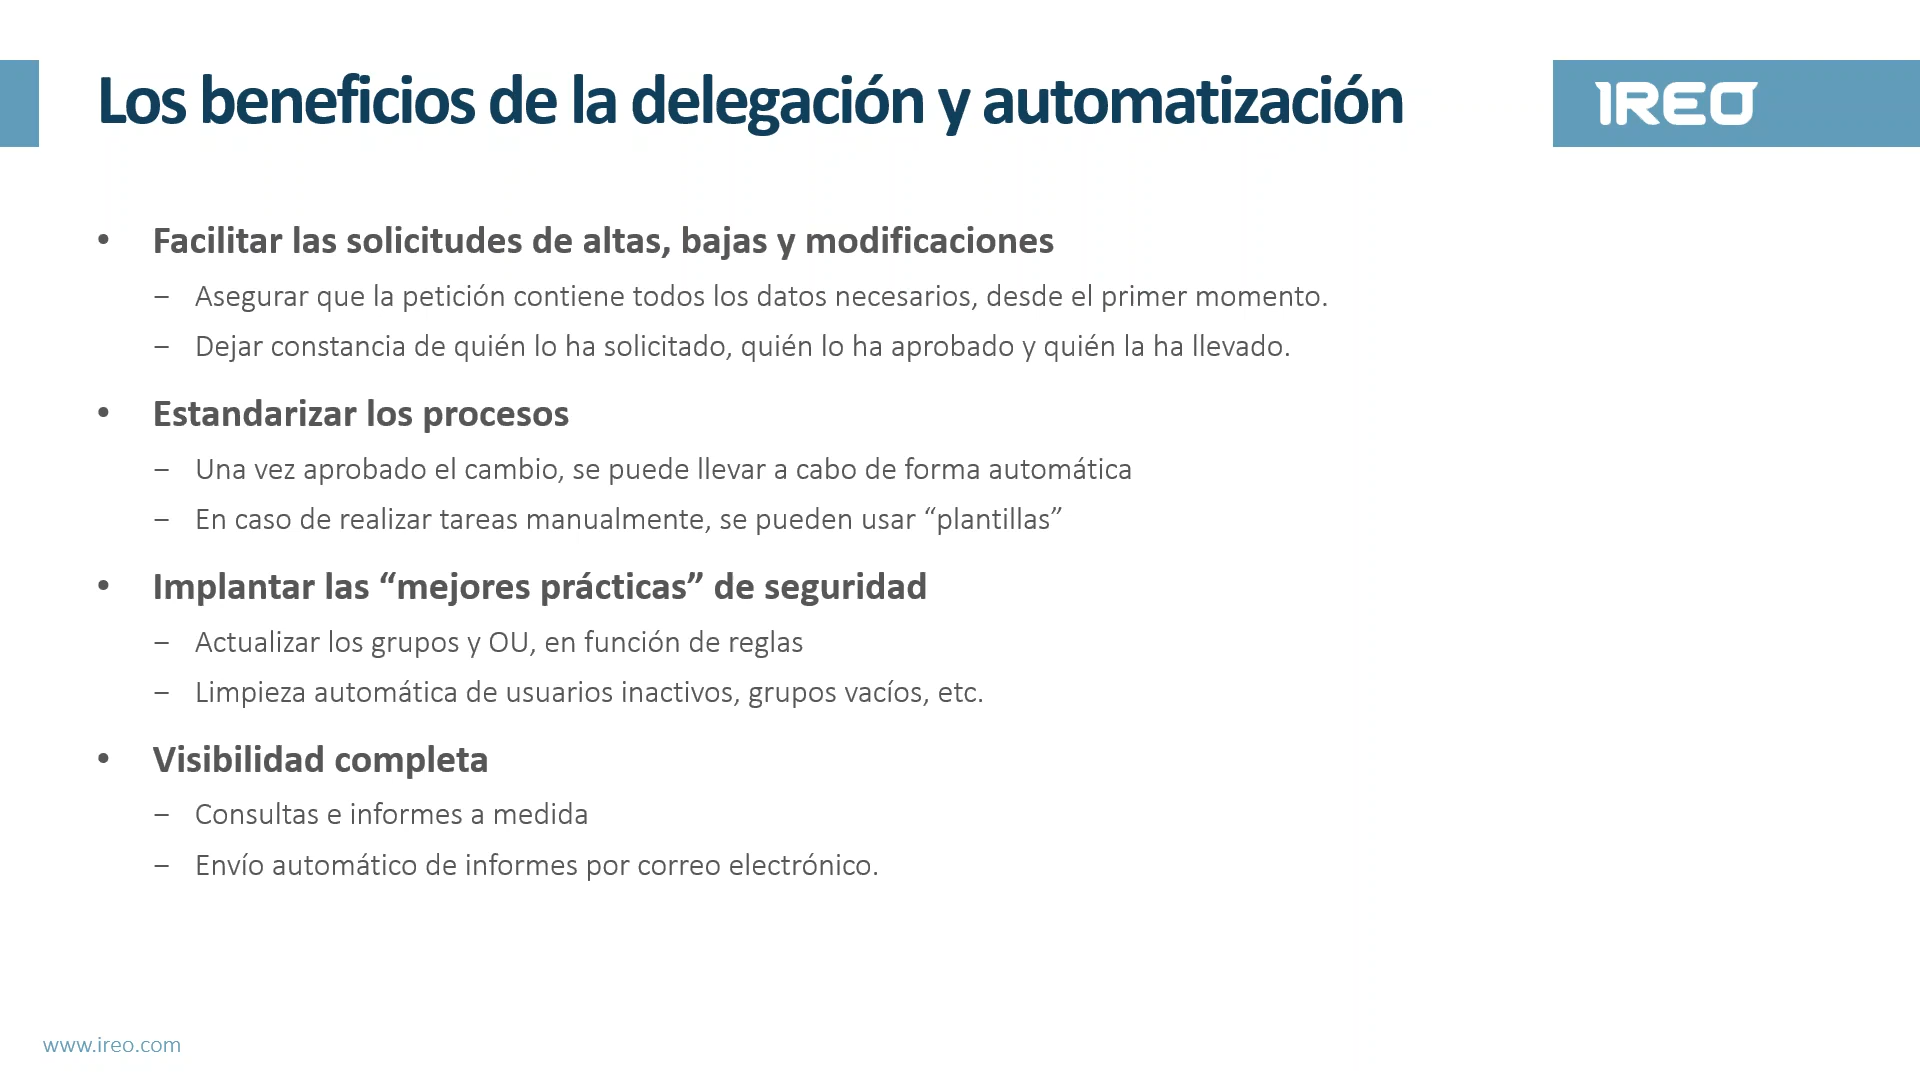 Los beneficios de la delegación y automatización
IREO
• Facilitar las solicitudes de altas, bajas y modificaciones
– Asegurar que la petición contiene todos los datos necesarios, desde el primer momento.
– Dejar constancia de quién lo ha solicitado, quién lo ha aprobado y quién la ha llevado.
• Estandarizar los procesos
– Una vez aprobado el cambio, se puede llevar a cabo de forma automática
– En caso de realizar tareas manualmente, se pueden usar “plantillas”
• Implantar las “mejores prácticas” de seguridad
– Actualizar los grupos y OU, en función de reglas
– Limpieza automática de usuarios inactivos, grupos vacíos, etc.
• Visibilidad completa
– Consultas e informes a medida
– Envío automático de informes por correo electrónico.
www.ireo.com